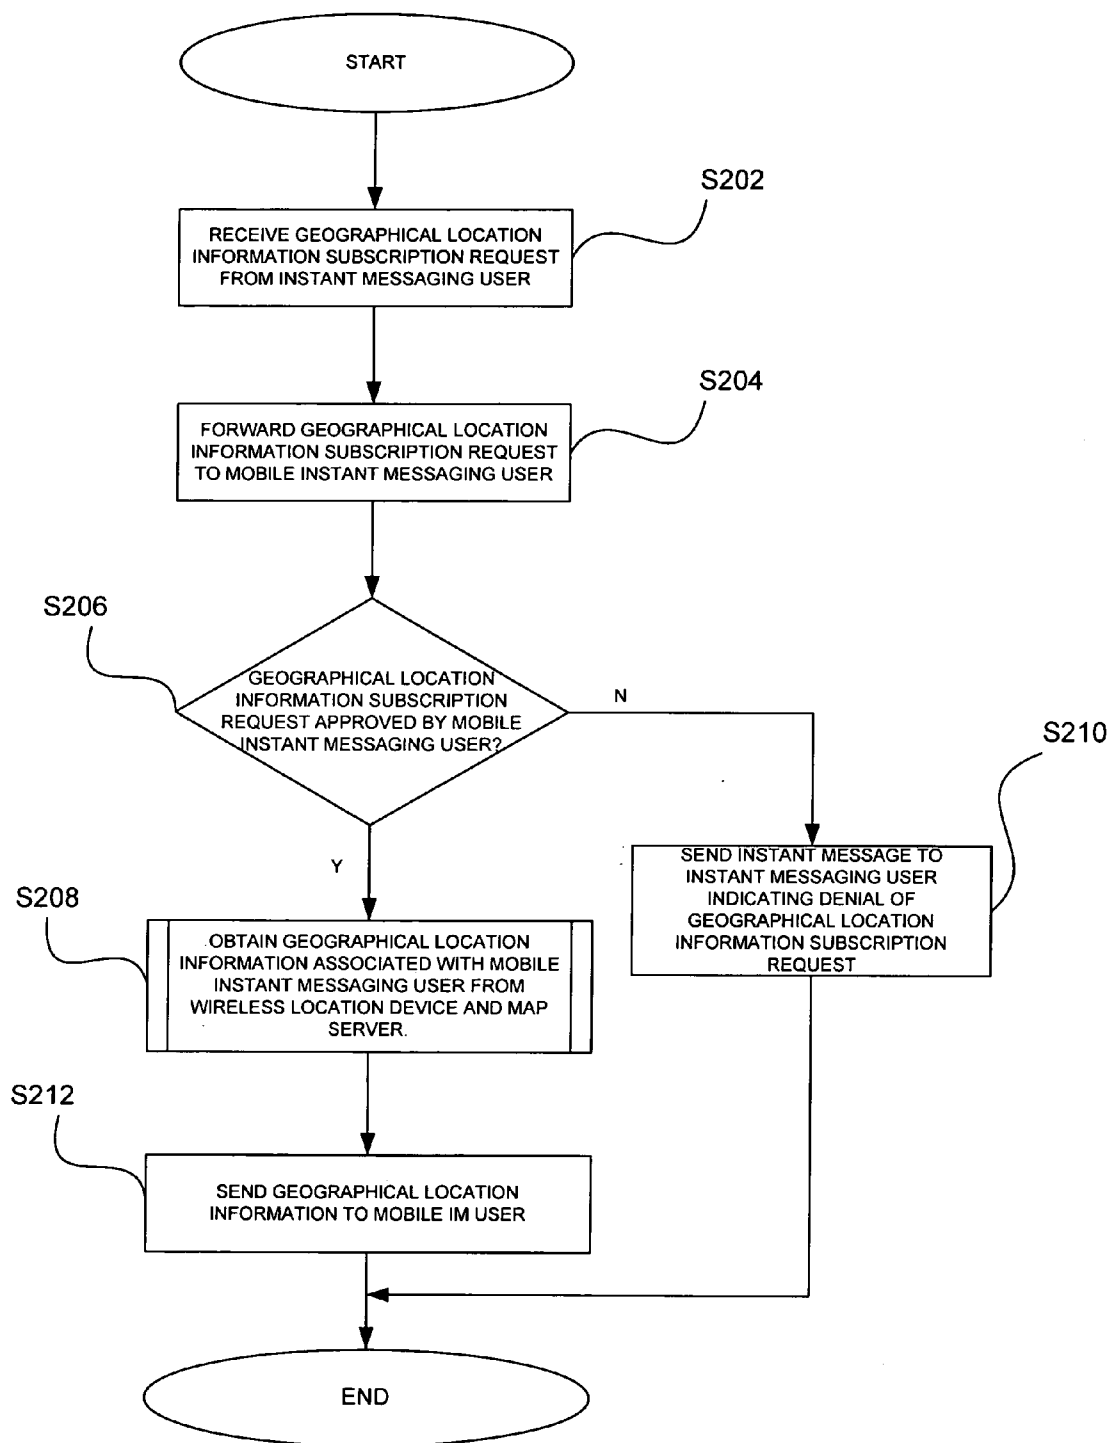 START
S202
RECEIVE GEOGRAPHICAL LOCATION
INFORMATION SUBSCRIPTION REQUEST
FROM INSTANT MESSAGING USER
S204
FORWARD GEOGRAPHICAL LOCATION
INFORMATION SUBSCRIPTION REQUEST
TO MOBILE INSTANT MESSAGING USER
S206
GEOGRAPHICAL LOCATION
INFORMATION SUBSCRIPTION
REQUEST APPROVED BY MOBILE
INSTANT MESSAGING USER?
N
S210
SEND INSTANT MESSAGE TO
INSTANT MESSAGING USER
INDICATING DENIAL OF
GEOGRAPHICAL LOCATION
INFORMATION SUBSCRIPTION
REQUEST
Y
S208
OBTAIN GEOGRAPHICAL LOCATION
INFORMATION ASSOCIATED WITH MOBILE
INSTANT MESSAGING USER FROM
WIRELESS LOCATION DEVICE AND MAP
SERVER.
S212
SEND GEOGRAPHICAL LOCATION
INFORMATION TO MOBILE IM USER
END